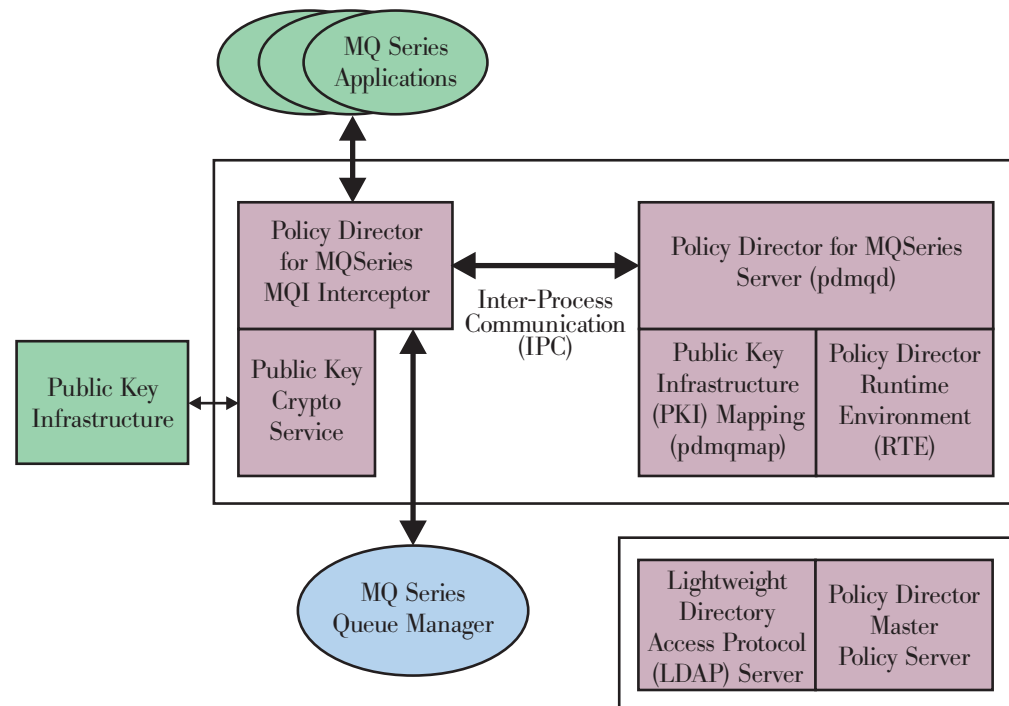 MQ Series
Applications
Policy Director
for MQSeries
MQI Interceptor
Policy Director for MQSeries
Server (pdmqd)
Inter-Process
Communication
(IPC)
Public Key
Infrastructure
Public Key
Crypto
Service
Public Key
Infrastructure
(PKI) Mapping
(pdmqmap)
Policy Director
Runtime
Environment
(RTE)
MQ Series
Queue Manager
Lightweight
Directory
Access Protocol
(LDAP) Server
Policy Director
Master
Policy Server